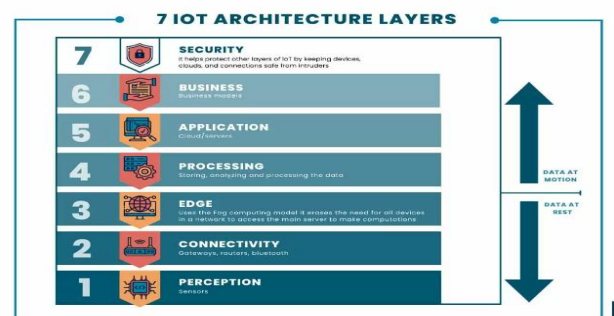 7 IOT ARCHITECTURE LAYERS
7
SECURITY
It helps protect other layers of IoT by keeping devices,
clouds, and connections safe from intruders
6
BUSINESS
Business models
5
APPLICATION
Cloud/servers
4
PROCESSING
Storing, analyzing and processing the data
3
EDGE
Uses the Fog computing model it erases the need for all devices
in a network to access the main server to make computations
2
CONNECTIVITY
Gateways, routers, bluetooth
1
PERCEPTION
Sensors
DATA AT
MOTION
DATA AT
REST